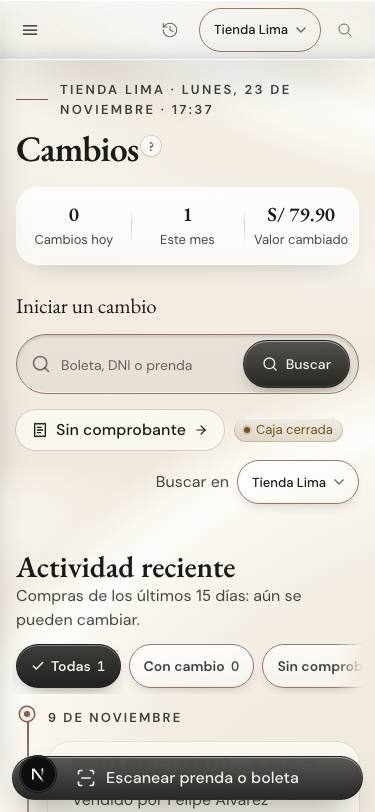 Tienda Lima
TIENDA LIMA · LUNES, 23 DE
NOVIEMBRE · 17:37
Cambios ?
0 1 S/ 79.90
Cambios hoy Este mes Valor cambiado
Iniciar un cambio
Boleta, DNI o prenda Buscar
Sin comprobante → Caja cerrada
Buscar en Tienda Lima
Actividad reciente
Compras de los últimos 15 días: aún se
pueden cambiar.
Todas 1 Con cambio 0 Sin comprob
9 DE NOVIEMBRE
N Escanear prenda o boleta
Vendido por Felipe Álvarez